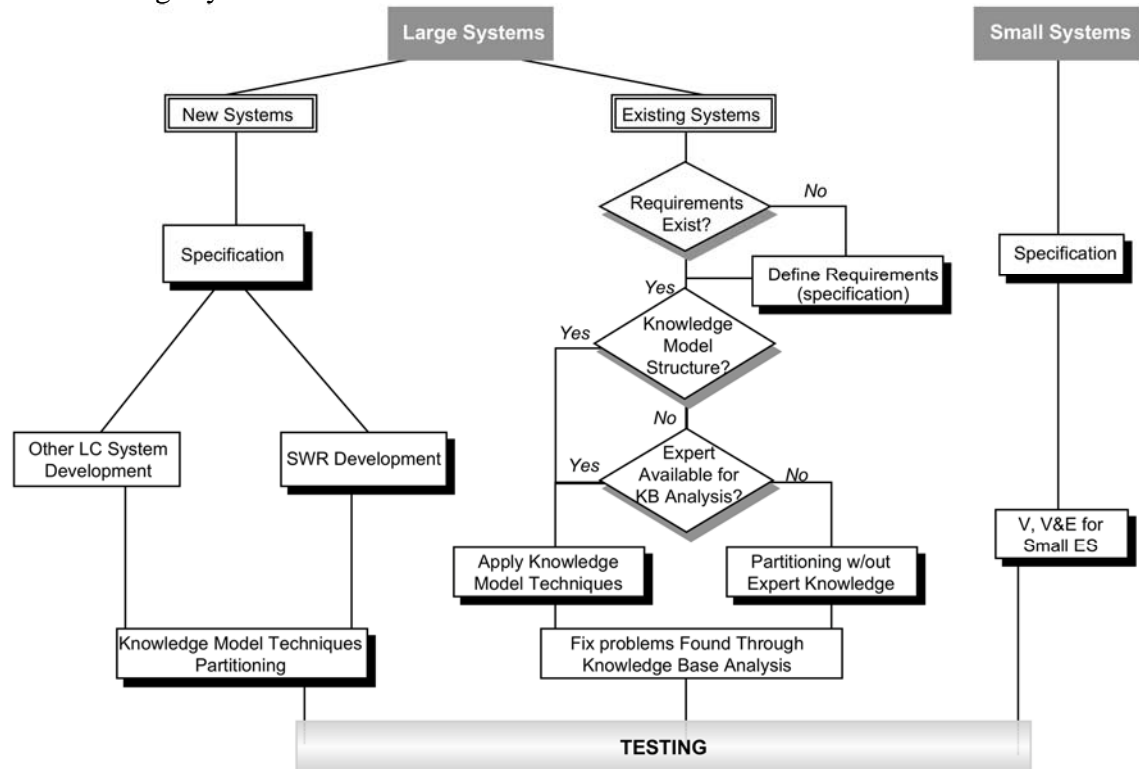 Large Systems
Small Systems
New Systems
Existing Systems
Requirements
Exist?
No
Specification
Specification
Define Requirements
(specification)
Yes
Yes
Knowledge
Model
Structure?
No
Other LC System
Development
SWR Development
Yes
Expert
Available for
KB Analysis?
No
V, V&E for
Small ES
Apply Knowledge
Model Techniques
Partitioning w/out
Expert Knowledge
Knowledge Model Techniques
Partitioning
Fix problems Found Through
Knowledge Base Analysis
TESTING